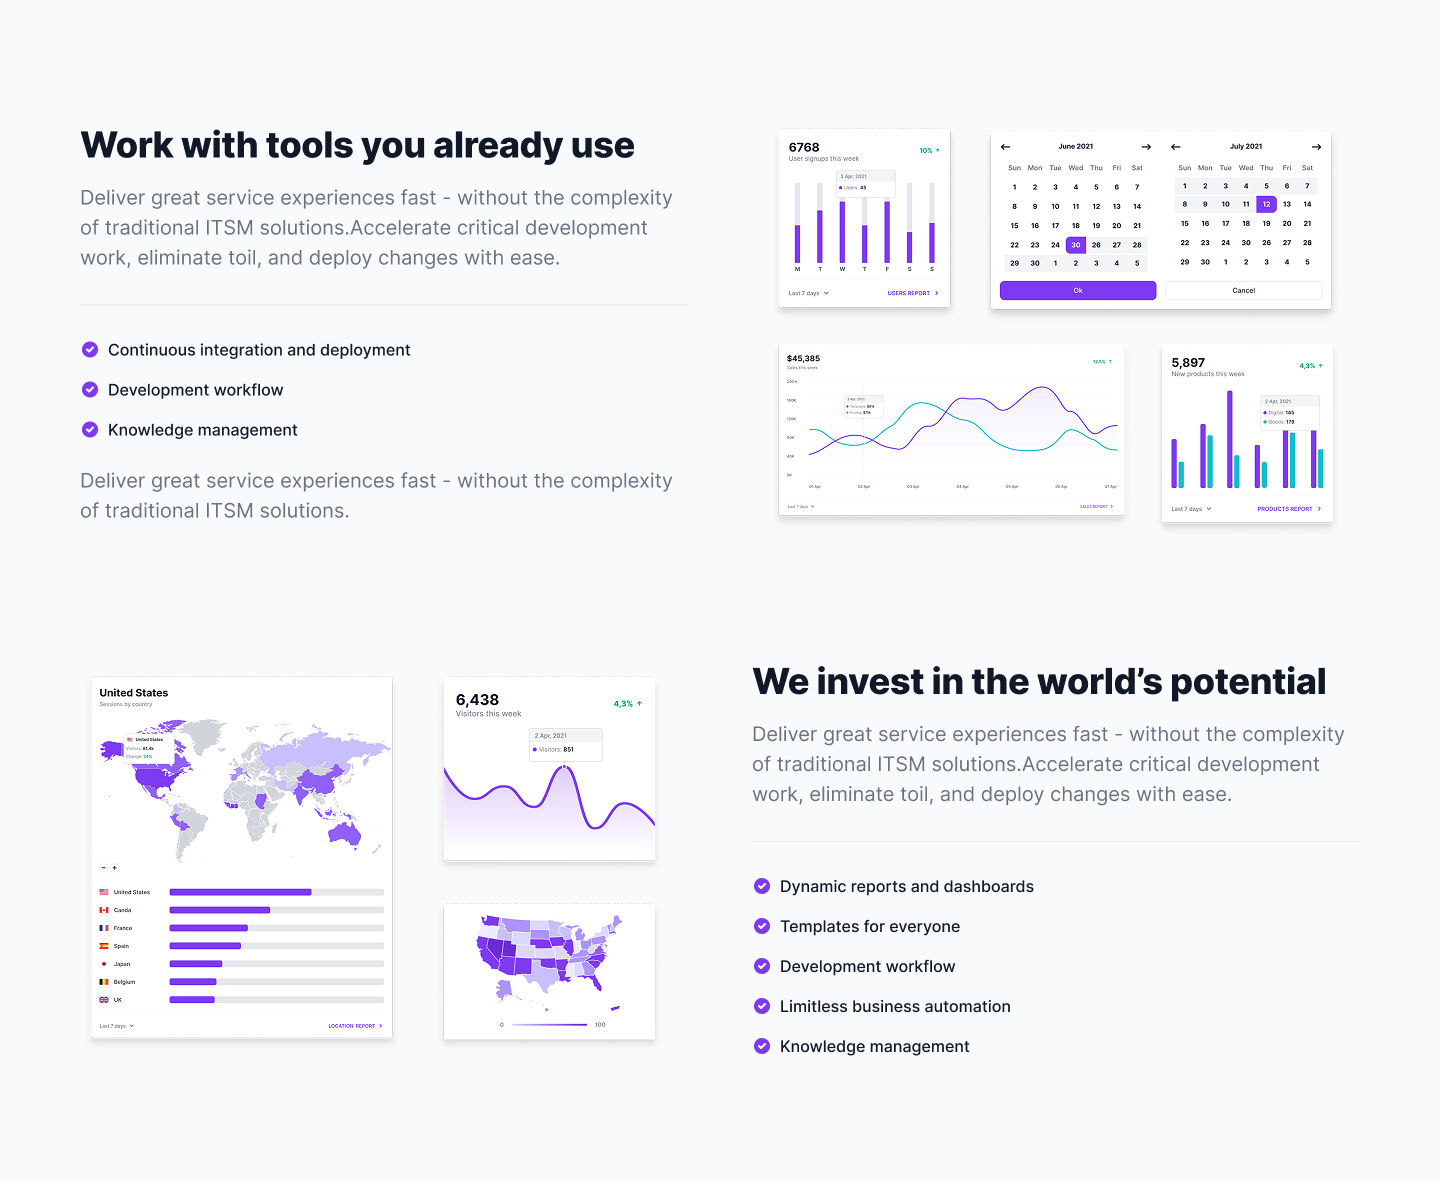 Work with tools you already use
Deliver great service experiences fast - without the complexity
of traditional ITSM solutions.Accelerate critical development
work, eliminate toil, and deploy changes with ease.
Continuous integration and deployment
Development workflow
Knowledge management
Deliver great service experiences fast - without the complexity
of traditional ITSM solutions.
6768
User signups this week
10%
2 Apr, 2021
Users: 45
M T W T F S S
Last 7 days
USERS REPORT
June 2021
Sun Mon Tue Wed Thu Fri Sat
1 2 3 4 5 6 7
8 9 10 11 12 13 14
15 16 17 18 19 20 21
22 23 24 30 26 27 28
29 30 1 2 3 4 5
Ok
July 2021
Sun Mon Tue Wed Thu Fri Sat
1 2 3 4 5 6 7
8 9 10 11 12 13 14
15 16 17 18 19 20 21
22 23 24 30 26 27 28
29 30 1 2 3 4 5
Cancel
$45,385
Sales this week
12.5%
200K
160K
120K
80K
40K
0K
2 Apr, 2021
01 Apr 02 Apr 03 Apr 04 Apr 05 Apr 06 Apr 07 Apr
Last 7 days
SALES REPORT
5,897
New products this week
4,3%
2 Apr, 2021
Digital: 145
Goods: 179
Last 7 days
PRODUCTS REPORT
United States
Sessions by country
United States
Visitors: 81.4k
Change: 24%
United States
Canda
France
Spain
Japan
Belgium
UK
Last 7 days
LOCATION REPORT
6,438
Visitors this week
4,3%
2 Apr, 2021
Visitors: 851
0 100
We invest in the world’s potential
Deliver great service experiences fast - without the complexity
of traditional ITSM solutions.Accelerate critical development
work, eliminate toil, and deploy changes with ease.
Dynamic reports and dashboards
Templates for everyone
Development workflow
Limitless business automation
Knowledge management